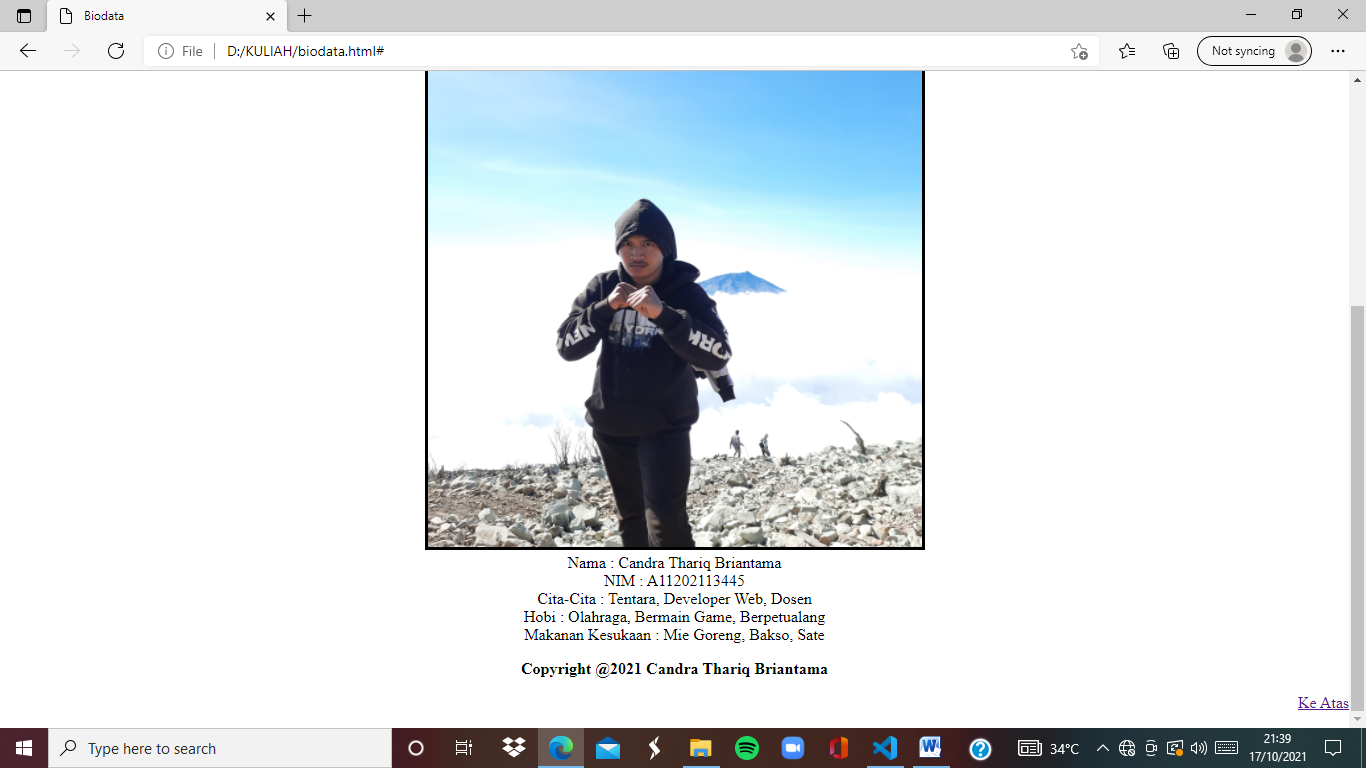 Biodata
File
D:/KULIAH/biodata.html#
Not syncing
NEW
YORK
Nama : Candra Thariq Briantama
NIM : A11202113445
Cita-Cita : Tentara, Developer Web, Dosen
Hobi : Olahraga, Bermain Game, Berpetualang
Makanan Kesukaan : Mie Goreng, Bakso, Sate
Copyright @2021 Candra Thariq Briantama
Ke Atas
Type here to search
34°C
21:39
17/10/2021